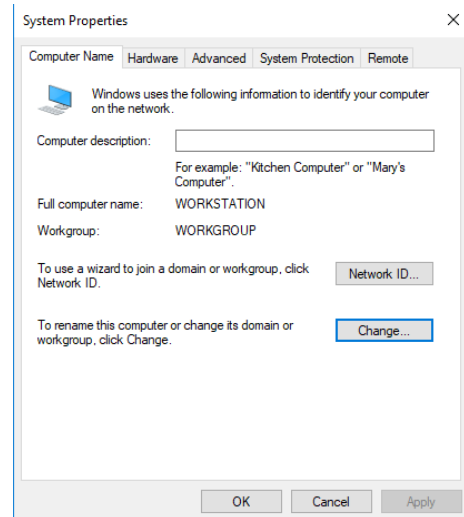 System Properties
Computer Name Hardware Advanced System Protection Remote
Windows uses the following information to identify your computer
on the network.
Computer description:
For example: "Kitchen Computer" or "Mary's
Computer".
Full computer name: WORKSTATION
Workgroup: WORKGROUP
To use a wizard to join a domain or workgroup, click
Network ID.
Network ID...
To rename this computer or change its domain or
workgroup, click Change.
Change...
OK Cancel Apply